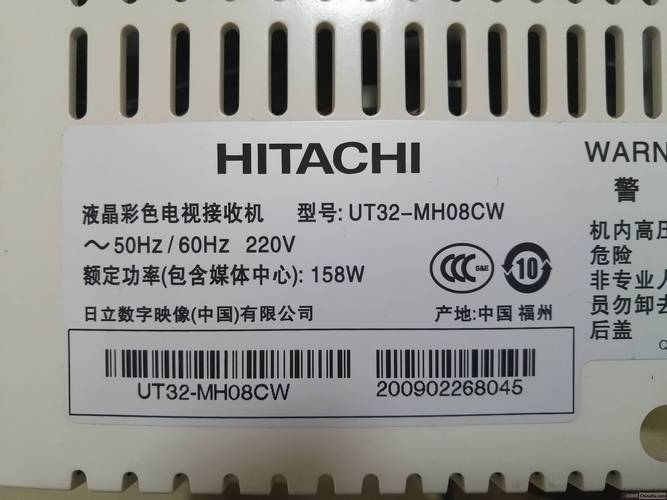 HITACHI
液晶彩色电视接收机 型号: UT32-MH08CW
～50Hz/60Hz 220V
额定功率(包含媒体中心): 158W
CCC S&E
10
日立数字映像(中国)有限公司 产地:中国 福州
UT32-MH08CW
200902268045
WARN
警
机内高压
危险
非专业人
员勿卸去
后盖
Q